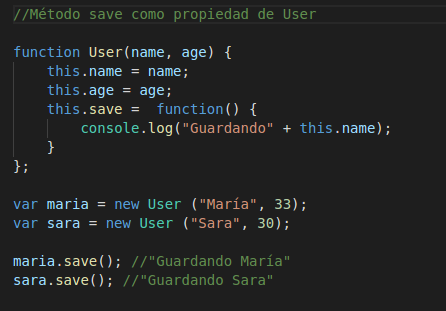 //Método save como propiedad de User
function User(name, age) {
this.name = name;
this.age = age;
this.save =  function() {
console.log("Guardando" + this.name);
}
};
var maria = new User ("María", 33);
var sara = new User ("Sara", 30);
maria.save(); //"Guardando María"
sara.save(); //"Guardando Sara"